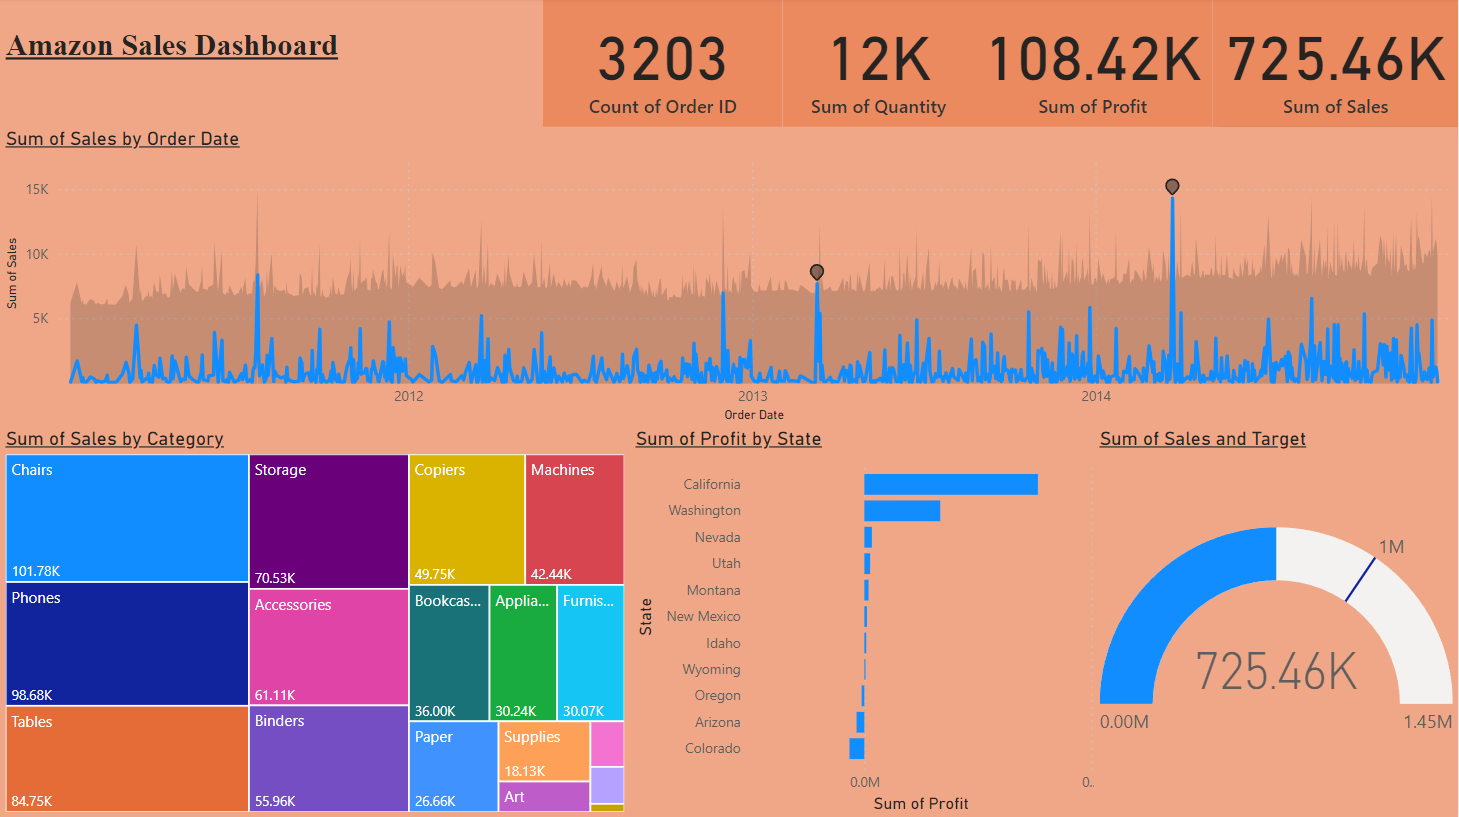 Amazon Sales Dashboard
3203
Count of Order ID
12K
Sum of Quantity
108.42K
Sum of Profit
725.46K
Sum of Sales
Sum of Sales by Order Date
Sum of Sales
15K
10K
5K
2012
2013
2014
Order Date
Sum of Sales by Category
Chairs
101.78K
Phones
98.68K
Tables
84.75K
Storage
70.53K
Accessories
61.11K
Binders
55.96K
Copiers
49.75K
Machines
42.44K
Bookcas...
36.00K
Applia...
30.24K
Furnis...
30.07K
Paper
26.66K
Supplies
18.13K
Art
Sum of Profit by State
State
California
Washington
Nevada
Utah
Montana
New Mexico
Idaho
Wyoming
Oregon
Arizona
Colorado
0.0M
0..
Sum of Profit
Sum of Sales and Target
1M
725.46K
0.00M
1.45M